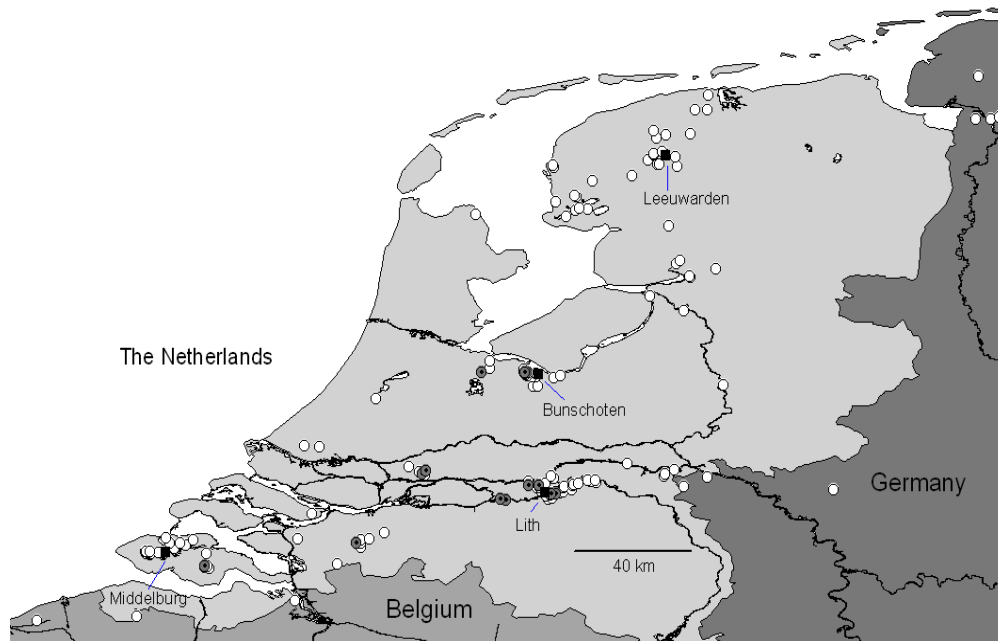 Leeuwarden
The Netherlands
Bunschoten
Germany
Lith
40 km
Middelburg
Belgium